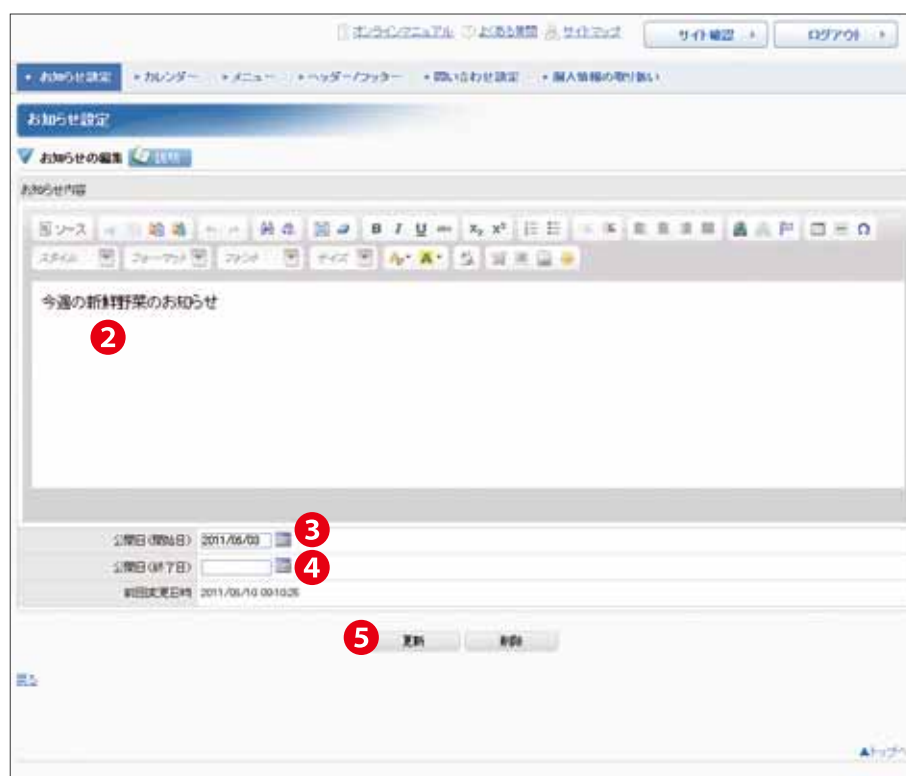 オンラインマニュアル よくある質問 サイトマップ サイト確認 ログアウト
お知らせ設定 カレンダー メニュー ヘッダー/フッター 問い合わせ設定 個人情報の取り扱い
お知らせ設定
お知らせの編集 説明
お知らせ内容
ソース B I U abc x₂ x² Ω
スタイル フォーマット フォント サイズ A A
今週の新鮮野菜のお知らせ
2
公開日(開始日) 2011/06/03 3
公開日(終了日) 4
前回変更日時
5 更新 削除
戻る
▲トップへ